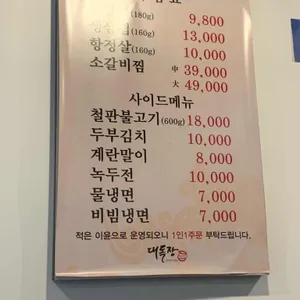 (180g) 9,800
(160g) 13,000
항정살(160g) 10,000
소갈비찜 中 39,000
大 49,000
사이드메뉴
철판불고기(600g) 18,000
두부김치 10,000
계란말이 8,000
녹두전 10,000
물냉면 7,000
비빔냉면 7,000
적은 이윤으로 운영되오니 1인1주문 부탁드립니다.